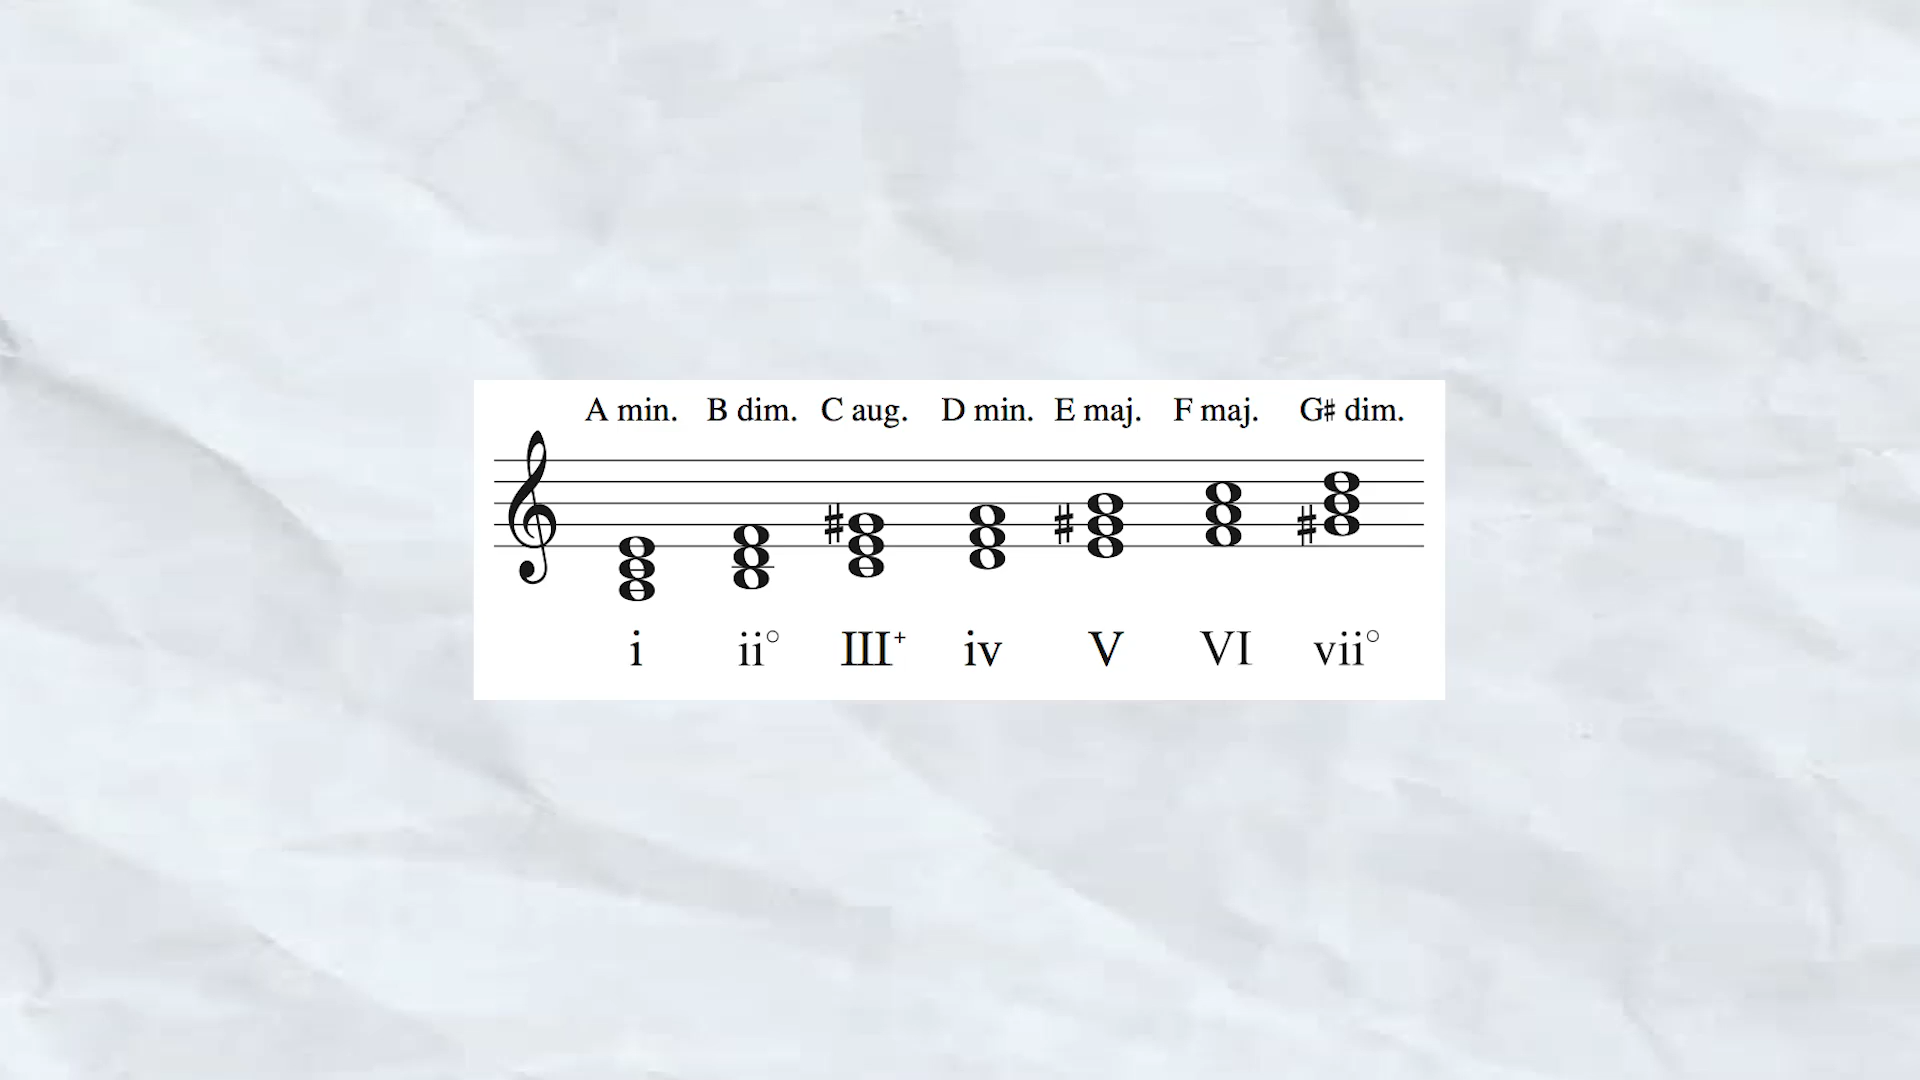 A min. B dim. C aug. D min. E maj. F maj. G♯ dim.
i ii° III+ iv V VI vii°